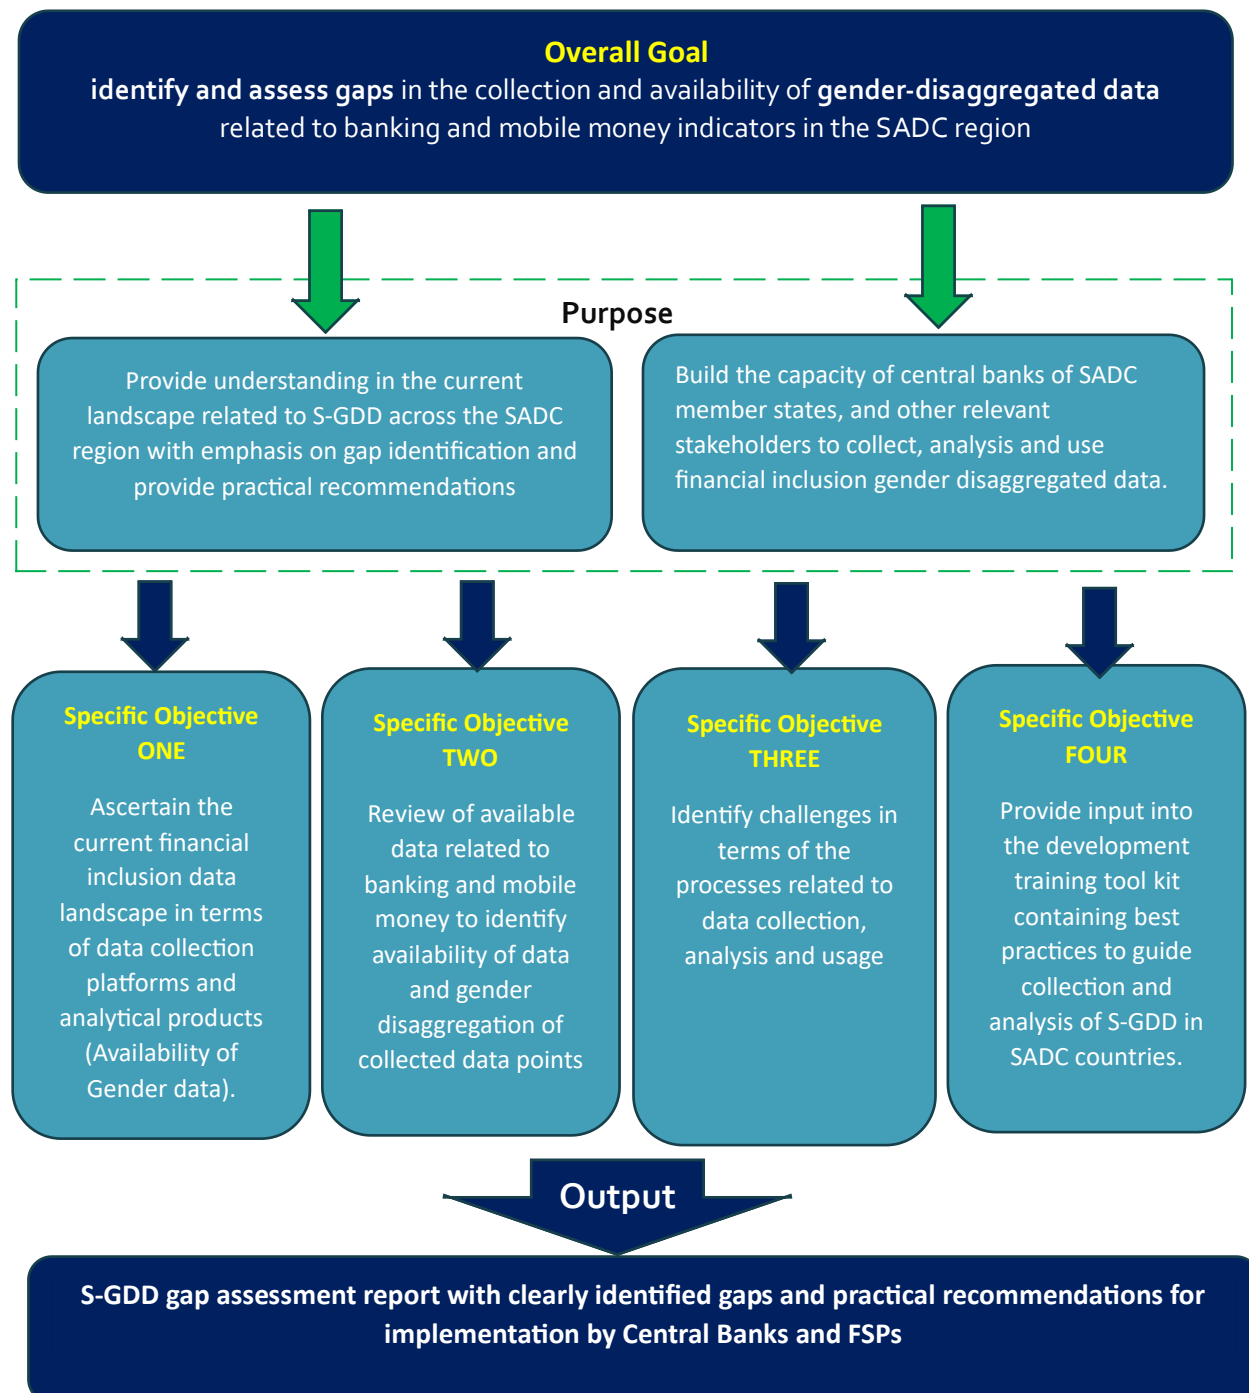 Overall Goal
identify and assess gaps in the collection and availability of gender-disaggregated data
related to banking and mobile money indicators in the SADC region
Purpose
Provide understanding in the current
landscape related to S-GDD across the SADC
region with emphasis on gap identification and
provide practical recommendations
Build the capacity of central banks of SADC
member states, and other relevant
stakeholders to collect, analysis and use
financial inclusion gender disaggregated data.
Specific Objective
ONE
Ascertain the
current financial
inclusion data
landscape in terms
of data collection
platforms and
analytical products
(Availability of
Gender data).
Specific Objective
TWO
Review of available
data related to
banking and mobile
money to identify
availability of data
and gender
disaggregation of
collected data points
Specific Objective
THREE
Identify challenges in
terms of the
processes related to
data collection,
analysis and usage
Specific Objective
FOUR
Provide input into
the development
training tool kit
containing best
practices to guide
collection and
analysis of S-GDD in
SADC countries.
Output
S-GDD gap assessment report with clearly identified gaps and practical recommendations for
implementation by Central Banks and FSPs